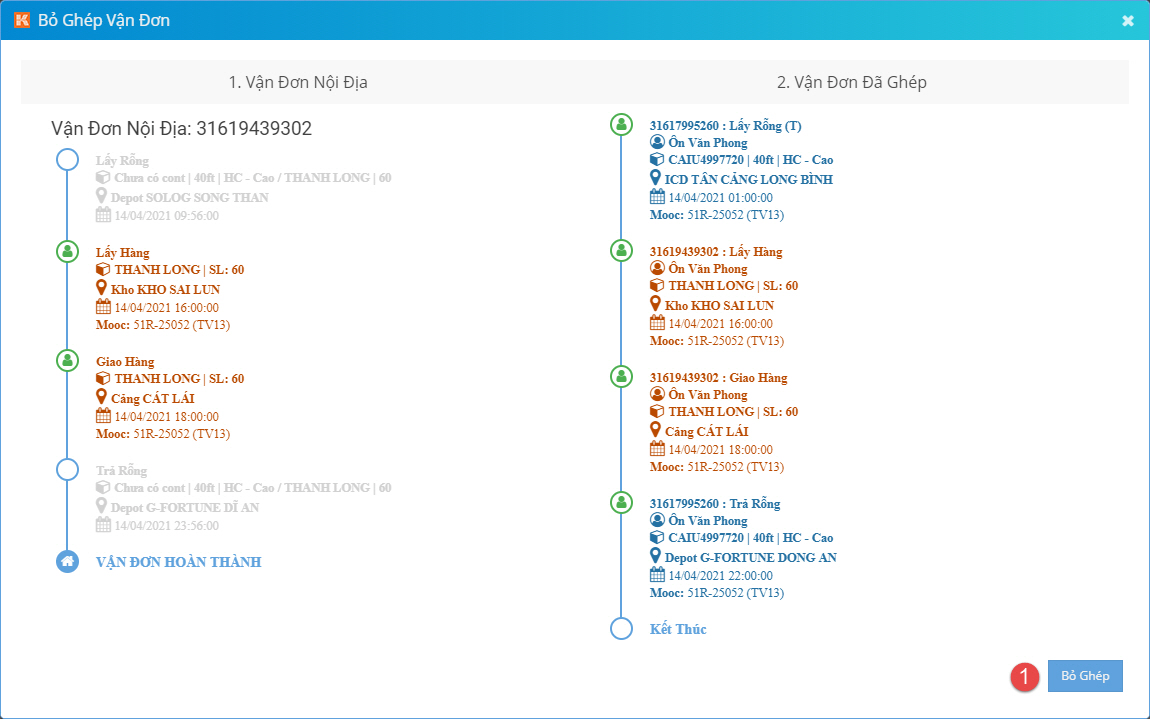 Bỏ Ghép Vận Đơn
1. Vận Đơn Nội Địa
Vận Đơn Nội Địa: 31619439302
Lấy Rỗng
Chưa có cont | 40ft | HC - Cao / THANH LONG | 60
Depot SOLOG SONG THAN
14/04/2021 09:56:00
Lấy Hàng
THANH LONG | SL: 60
Kho KHO SAI LUN
14/04/2021 16:00:00
Mooc: 51R-25052 (TV13)
Giao Hàng
THANH LONG | SL: 60
Cảng CÁT LÁI
14/04/2021 18:00:00
Mooc: 51R-25052 (TV13)
Trả Rỗng
Chưa có cont | 40ft | HC - Cao / THANH LONG | 60
Depot G-FORTUNE DĨ AN
14/04/2021 23:56:00
VẬN ĐƠN HOÀN THÀNH
2. Vận Đơn Đã Ghép
31617995260 : Lấy Rỗng (T)
Ôn Văn Phong
CAIU4997720 | 40ft | HC - Cao
ICD TÂN CẢNG LONG BÌNH
14/04/2021 01:00:00
Mooc: 51R-25052 (TV13)
31619439302 : Lấy Hàng
Ôn Văn Phong
THANH LONG | SL: 60
Kho KHO SAI LUN
14/04/2021 16:00:00
Mooc: 51R-25052 (TV13)
31619439302 : Giao Hàng
Ôn Văn Phong
THANH LONG | SL: 60
Cảng CÁT LÁI
14/04/2021 18:00:00
Mooc: 51R-25052 (TV13)
31617995260 : Trả Rỗng
Ôn Văn Phong
CAIU4997720 | 40ft | HC - Cao
Depot G-FORTUNE DONG AN
14/04/2021 22:00:00
Mooc: 51R-25052 (TV13)
Kết Thúc
1
Bỏ Ghép